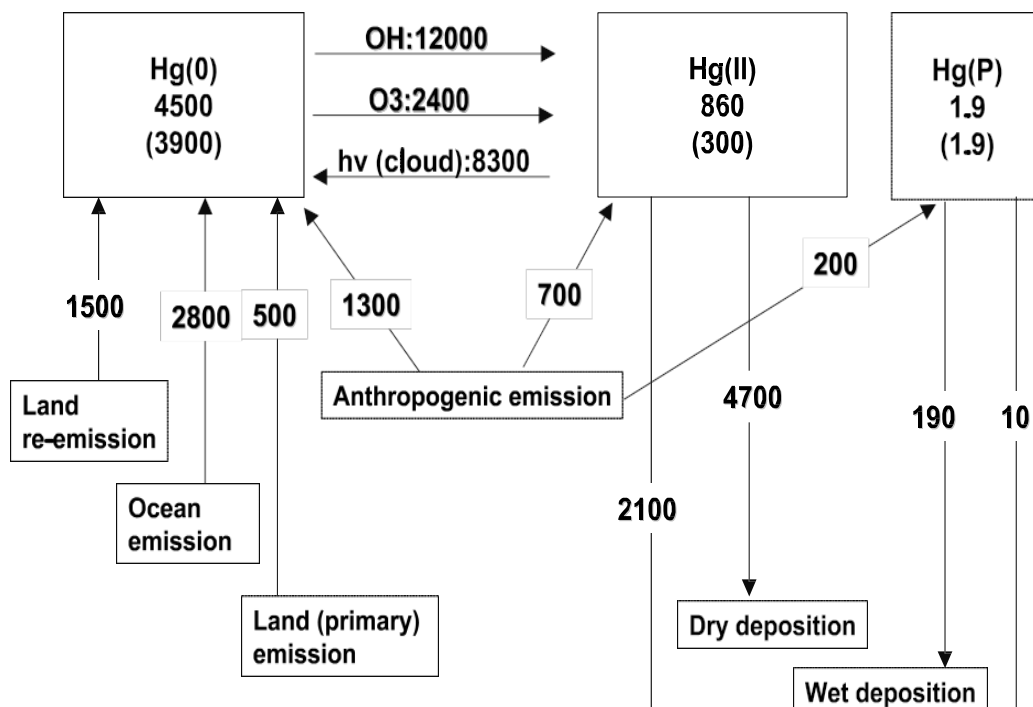 Hg(0)
4500
(3900)
OH:12000
O3:2400
hv (cloud):8300
Hg(II)
860
(300)
Hg(P)
1.9
(1.9)
1500
2800
500
1300
700
200
Land
re-emission
Anthropogenic emission
4700
190
10
Ocean
emission
2100
Land (primary)
emission
Dry deposition
Wet deposition